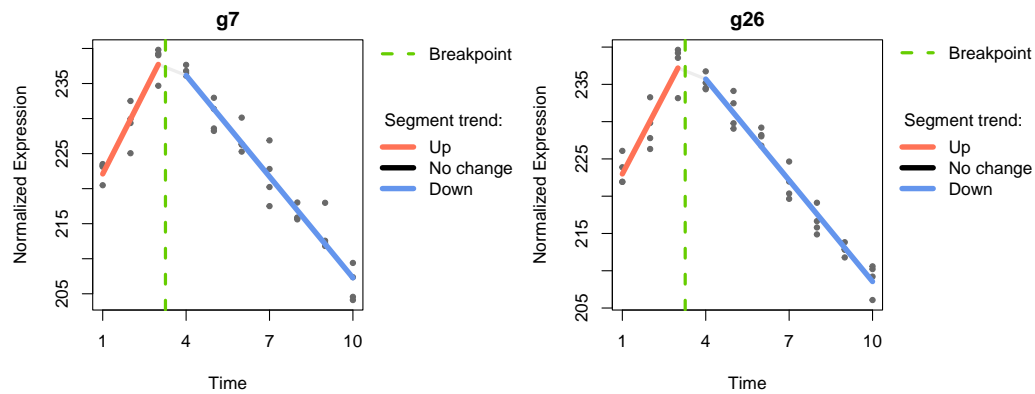 g7
Normalized Expression
235
225
215
205
1
4
7
10
Time
Breakpoint
Segment trend:
Up
No change
Down
g26
Normalized Expression
235
225
215
205
1
4
7
10
Time
Breakpoint
Segment trend:
Up
No change
Down